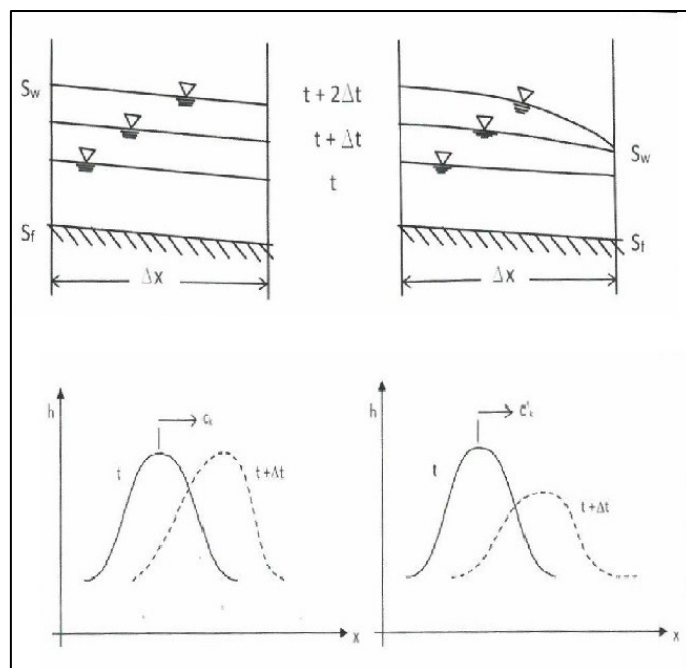 S_w
t + 2Δt
t + Δt
S_w
t
S_f
S_f
Δx
Δx
h
c_k
t
t+Δt
x
h
c'_k
t
t+Δt
x